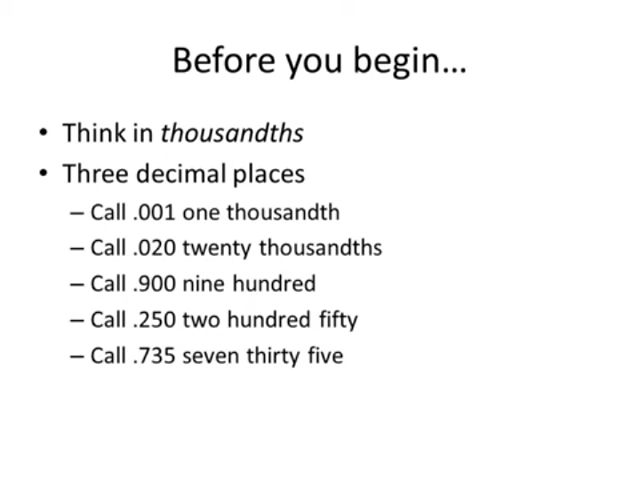 Before you begin…
• Think in thousandths
• Three decimal places
– Call .001 one thousandth
– Call .020 twenty thousandths
– Call .900 nine hundred
– Call .250 two hundred fifty
– Call .735 seven thirty five